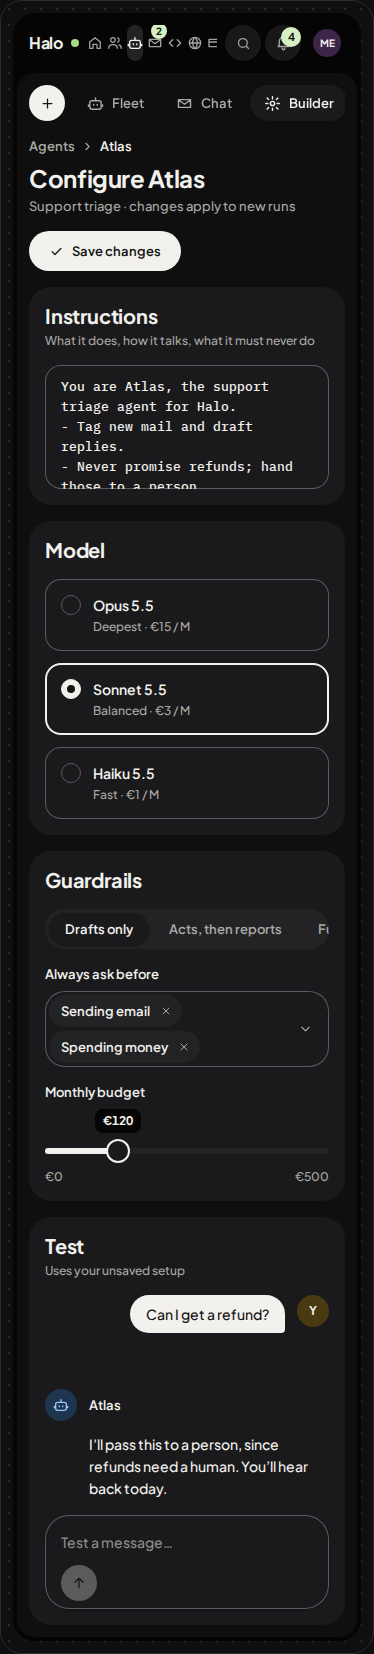 Halo
2
4
ME
Fleet
Chat
Builder
Agents > Atlas
Configure Atlas
Support triage · changes apply to new runs
Save changes
Instructions
What it does, how it talks, what it must never do
You are Atlas, the support
triage agent for Halo.
- Tag new mail and draft
replies.
- Never promise refunds; hand
those to a person
Model
Opus 5.5
Deepest · €15 / M
Sonnet 5.5
Balanced · €3 / M
Haiku 5.5
Fast · €1 / M
Guardrails
Drafts only
Acts, then reports
Always ask before
Sending email
Spending money
Monthly budget
€120
€0
€500
Test
Uses your unsaved setup
Can I get a refund?
Y
Atlas
I’ll pass this to a person, since
refunds need a human. You’ll hear
back today.
Test a message…